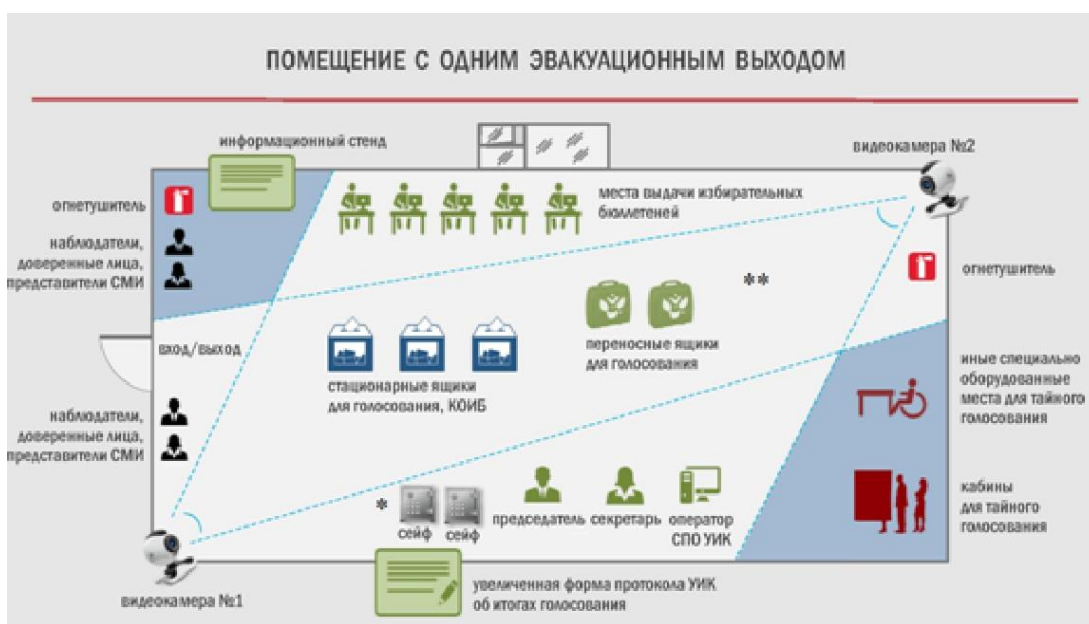 ПОМЕЩЕНИЕ С ОДНИМ ЭВАКУАЦИОННЫМ ВЫХОДОМ
информационный стенд
видеокамера №2
огнетушитель
места выдачи избирательных
бюллетеней
наблюдатели,
доверенные лица,
представители СМИ
огнетушитель
**
вход/выход
переносные ящики
для голосования
стационарные ящики
для голосования, КОИБ
иные специально
оборудованные
места для тайного
голосования
наблюдатели,
доверенные лица,
представители СМИ
*
сейф
сейф
председатель
секретарь
оператор
СПО УИК
кабины
для тайного
голосования
увеличенная форма протокола УИК
об итогах голосования
видеокамера №1